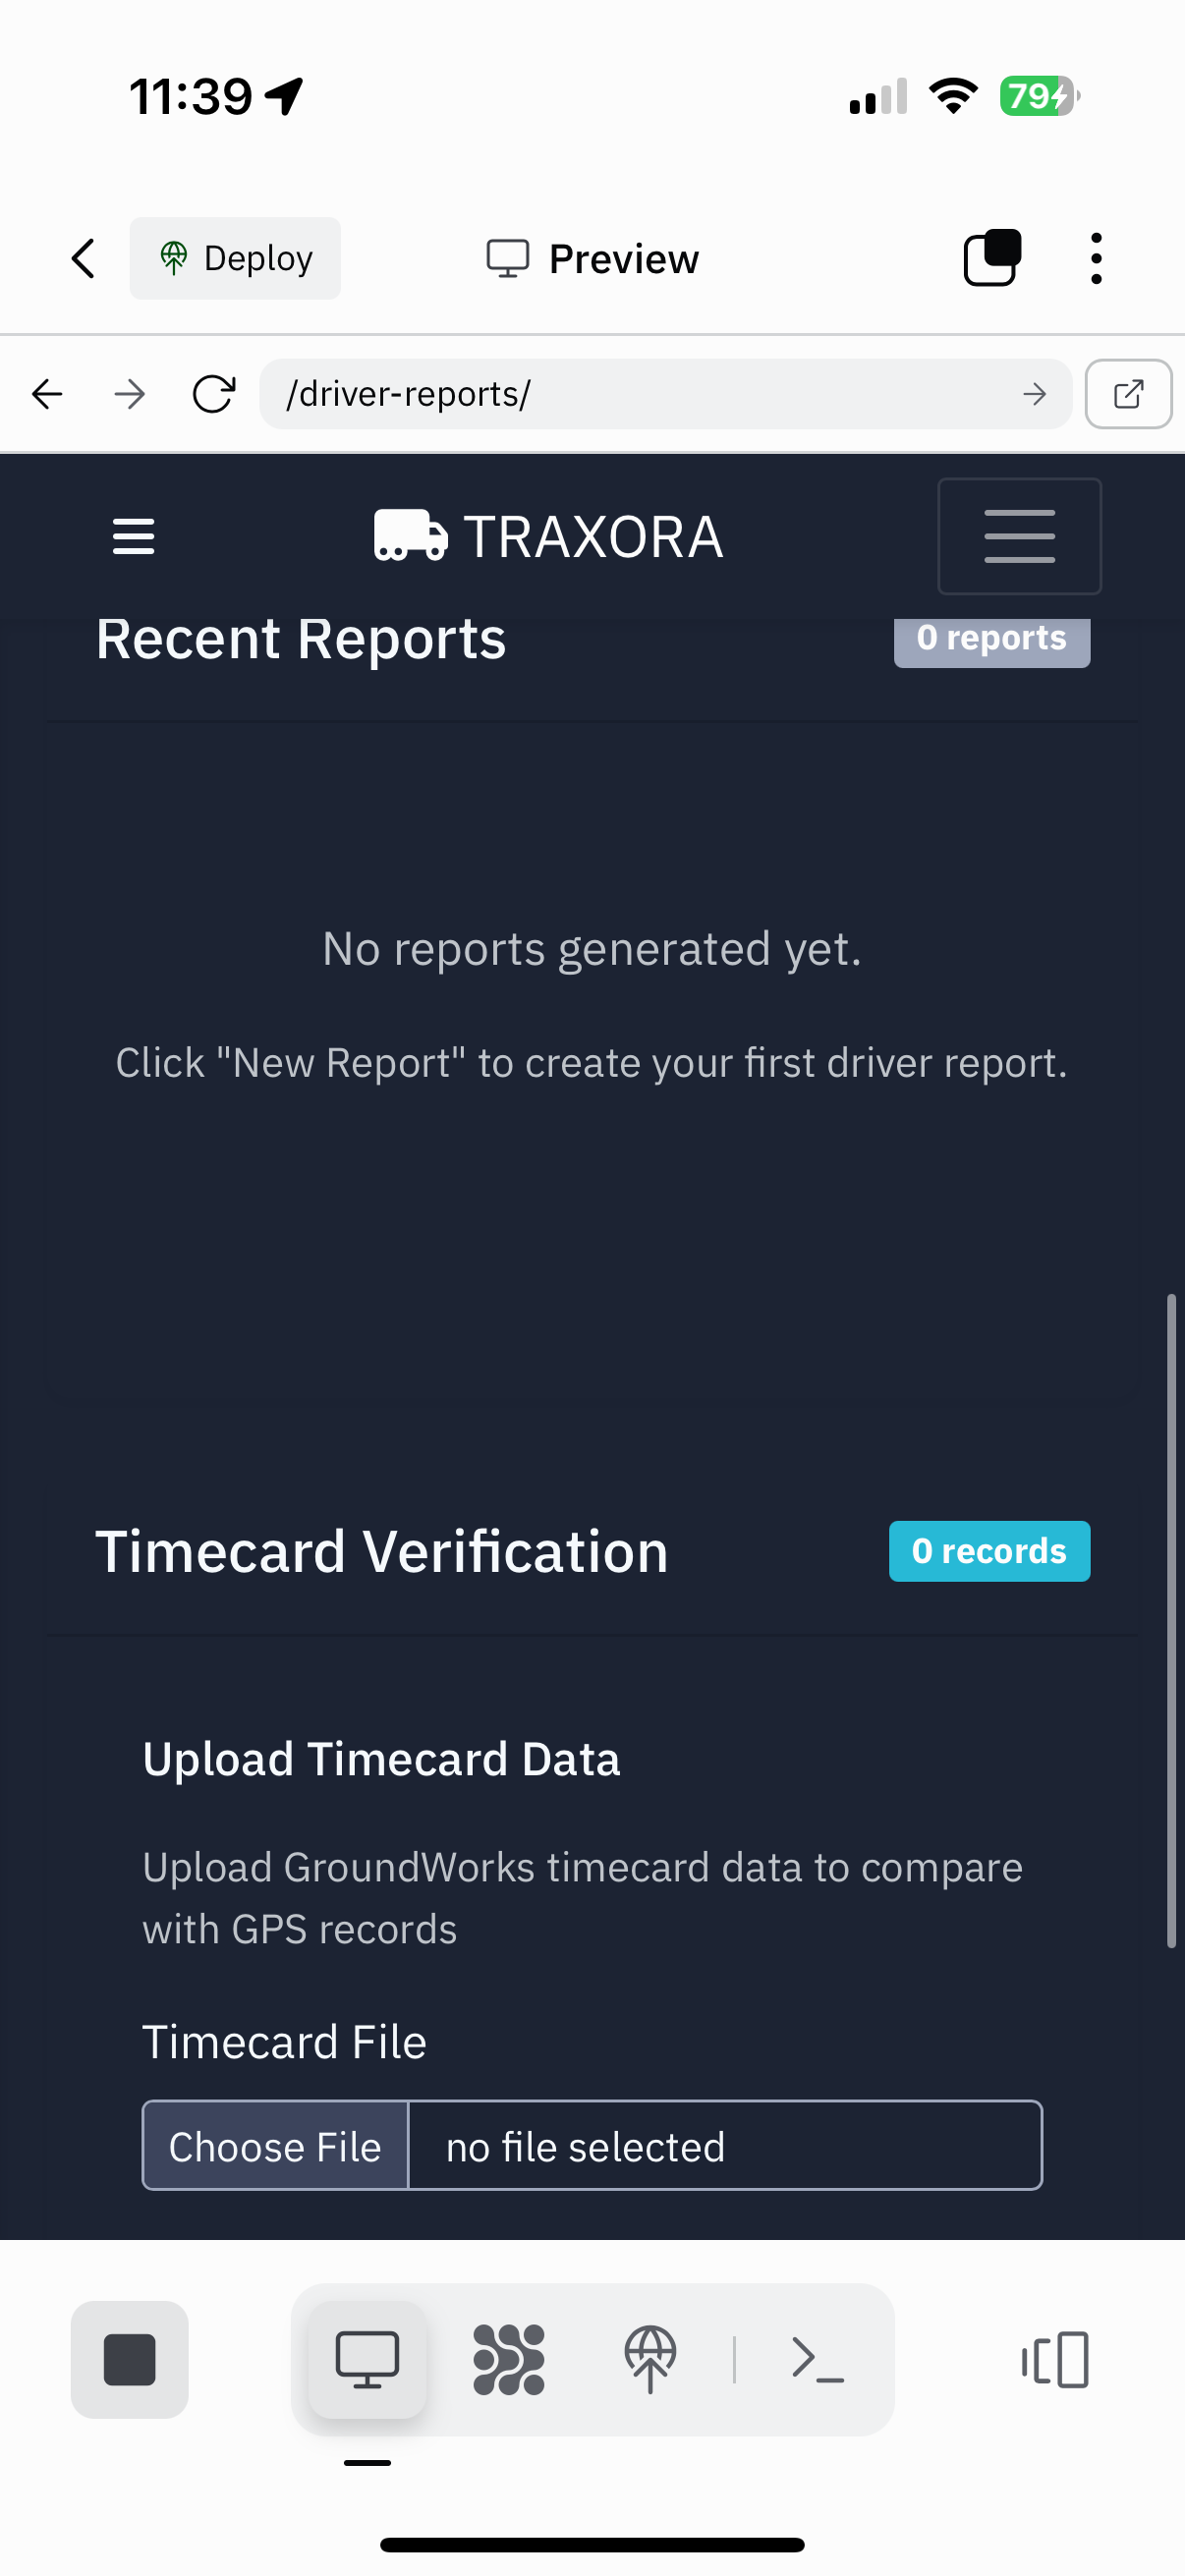 11:39
79
Deploy
Preview
/driver-reports/
TRAXORA
Recent Reports
0 reports
No reports generated yet.
Click "New Report" to create your first driver report.
Timecard Verification
0 records
Upload Timecard Data
Upload GroundWorks timecard data to compare
with GPS records
Timecard File
Choose File
no file selected